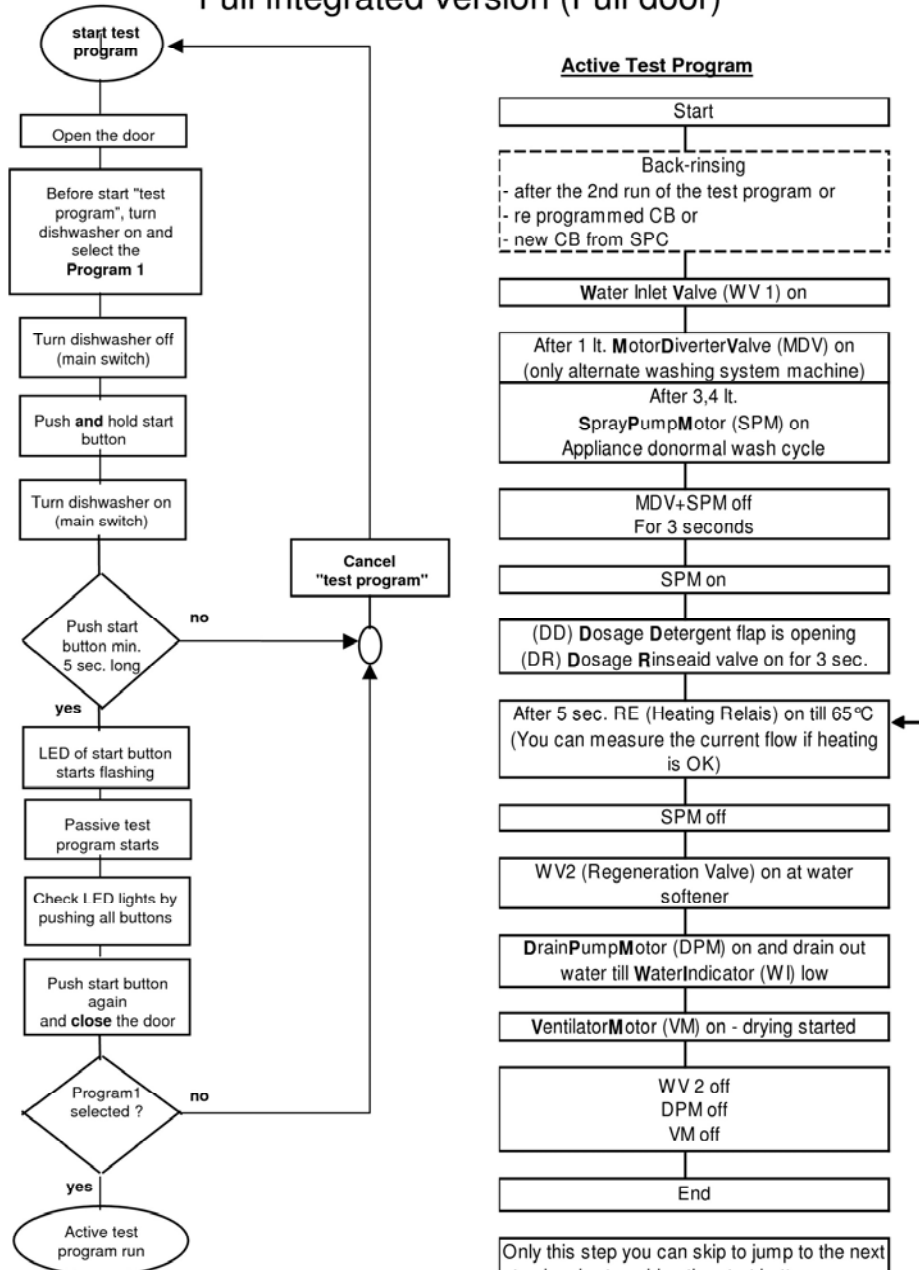 Full integrated version (Full door)
start test
program
Open the door
Before start "test
program", turn
dishwasher on and
select the
Program 1
Turn dishwasher off
(main switch)
Push and hold start
button
Turn dishwasher on
(main switch)
Push start
button min.
5 sec. long
no
yes
LED of start button
starts flashing
Passive test
program starts
Check LED lights by
pushing all buttons
Push start button
again
and close the door
Program1
selected ?
no
yes
Active test
program run
Cancel
"test program"
Active Test Program
Start
Back-rinsing
- after the 2nd run of the test program or
- re programmed CB or
- new CB from SPC
Water Inlet Valve (WV 1) on
After 1 lt. MotorDiverterValve (MDV) on
(only alternate washing system machine)
After 3,4 lt.
SprayPumpMotor (SPM) on
Appliance donormal wash cycle
MDV+SPM off
For 3 seconds
SPM on
(DD) Dosage Detergent flap is opening
(DR) Dosage Rinseaid valve on for 3 sec.
After 5 sec. RE (Heating Relais) on till 65°C
(You can measure the current flow if heating
is OK)
SPM off
WV2 (Regeneration Valve) on at water
softener
DrainPumpMotor (DPM) on and drain out
water till WaterIndicator (WI) low
VentilatorMotor (VM) on - drying started
WV 2 off
DPM off
VM off
End
Only this step you can skip to jump to the next